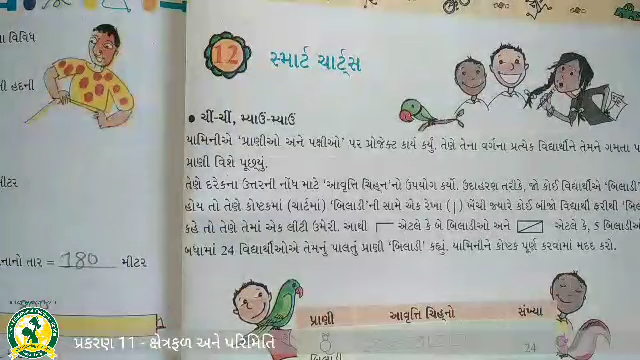 ા વિવિધ
ી હદની
મીટર
નાનો તાર = 180 મીટર
12 સ્માર્ટ ચાર્ટ્સ
• ચીં-ચીં, મ્યાઉં-મ્યાઉં
યામિનીએ 'પ્રાણીઓ અને પક્ષીઓ' પર પ્રોજેક્ટ કાર્ય કર્યું. તેણે તેના વર્ગના પ્રત્યેક વિદ્યાર્થીને તેમને ગમતા પ
પ્રાણી વિશે પૂછ્યું.
તેણે દરેકના ઉત્તરની નોંધ માટે 'આવૃત્તિ ચિહ્ન'નો ઉપયોગ કર્યો. ઉદાહરણ તરીકે, જો કોઈ વિદ્યાર્થીએ 'બિલાડી'
હોય તો તેણે કોષ્ટકમાં (ચાર્ટમાં) 'બિલાડી'ની સામે એક રેખા (|) ખેંચી જ્યારે કોઈ બીજો વિદ્યાર્થી ફરીથી 'બિલ
કહે તો તેણે તેમાં એક લીટી ઉમેરી. આથી એટલે કે બે બિલાડીઓ અને એટલે કે, 5 બિલાડીઓ
બધામાં 24 વિદ્યાર્થીઓએ તેમનું પાલતું પ્રાણી 'બિલાડી' કહ્યું. યામિનીને કોષ્ટક પૂર્ણ કરવામાં મદદ કરો.
પ્રાણી આવૃત્તિ ચિહ્નો સંખ્યા
બિલાડી 24
પ્રકરણ 11 - ક્ષેત્રફળ અને પરિમિતિ